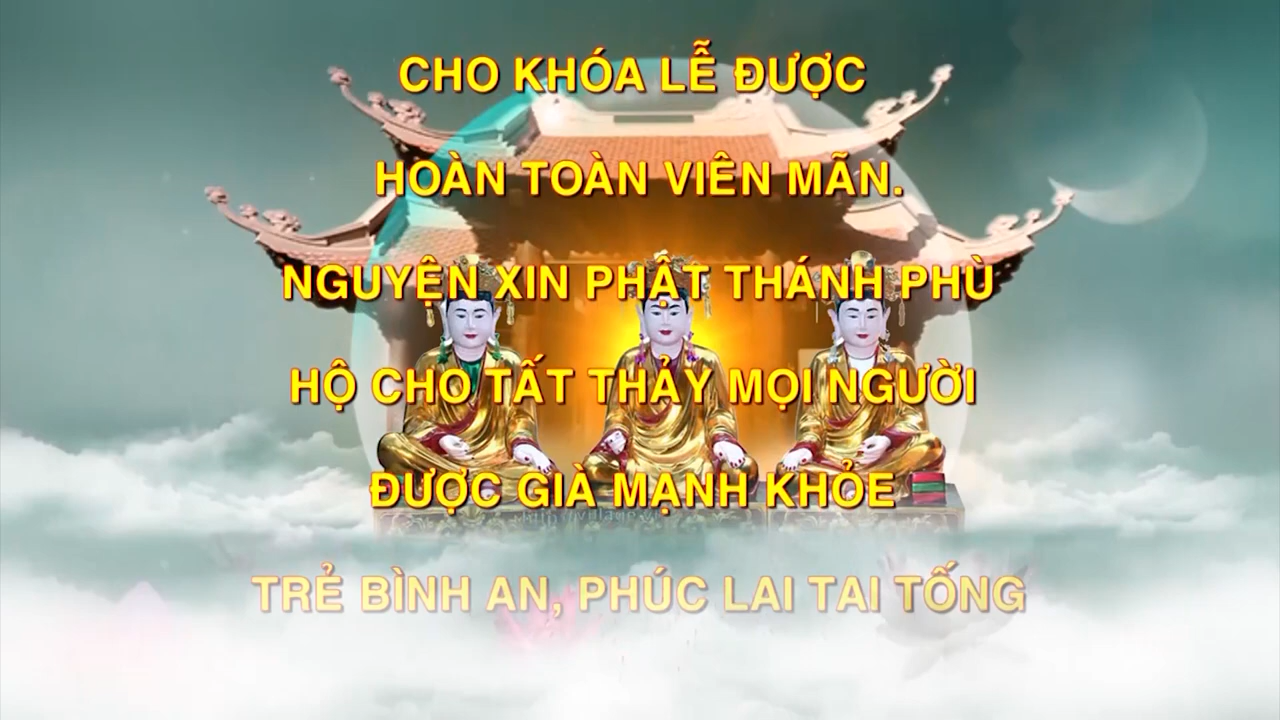 CHO KHÓA LỄ ĐƯỢC
HOÀN TOÀN VIÊN MÃN.
NGUYỆN XIN PHẬT THÁNH PHÙ
HỘ CHO TẤT THẢY MỌI NGƯỜI
ĐƯỢC GIÀ MẠNH KHỎE
TRẺ BÌNH AN, PHÚC LAI TAI TỐNG